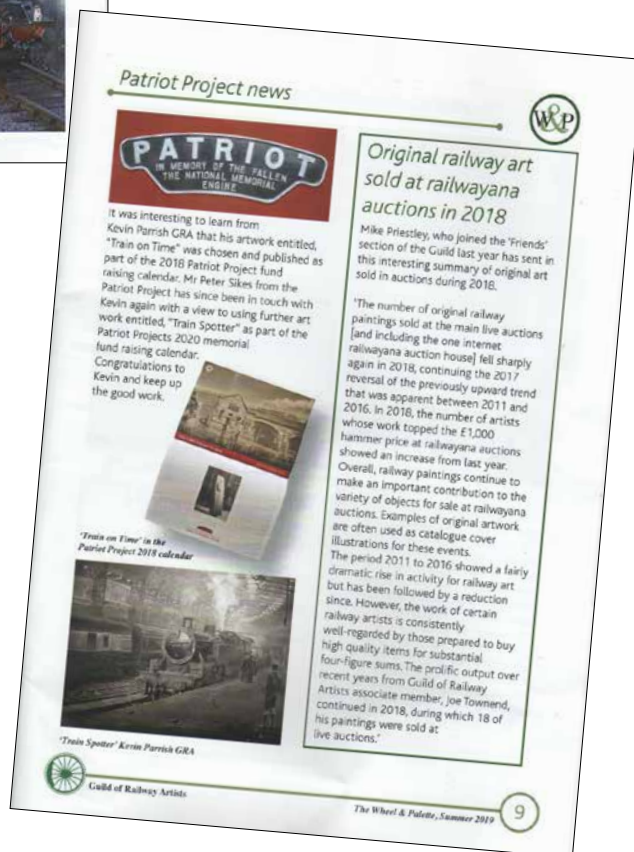 Patriot Project news
W&P
PATRIOT
IN MEMORY OF THE FALLEN
THE NATIONAL MEMORIAL
ENGINE
It was interesting to learn from
Kevin Parrish GRA that his artwork entitled,
"Train on Time" was chosen and published as
part of the 2018 Patriot Project fund
raising calendar. Mr Peter Sikes from the
Patriot Project has since been in touch with
Kevin again with a view to using further art
work entitled, "Train Spotter" as part of the
Patriot Projects 2020 memorial
fund raising calendar.
Congratulations to
Kevin and keep up
the good work.
'Train on Time' in the
Patriot Project 2018 calendar
'Train Spotter' Kevin Parrish GRA
Original railway art
sold at railwayana
auctions in 2018
Mike Priestley, who joined the 'Friends'
section of the Guild last year has sent in
this interesting summary of original art
sold in auctions during 2018.
'The number of original railway
paintings sold at the main live auctions
[and including the one internet
railwayana auction house] fell sharply
again in 2018, continuing the 2017
reversal of the previously upward trend
that was apparent between 2011 and
2016. In 2018, the number of artists
whose work topped the £1,000
hammer price at railwayana auctions
showed an increase from last year.
Overall, railway paintings continue to
make an important contribution to the
variety of objects for sale at railwayana
auctions. Examples of original artwork
are often used as catalogue cover
illustrations for these events.
The period 2011 to 2016 showed a fairly
dramatic rise in activity for railway art
but has been followed by a reduction
since. However, the work of certain
railway artists is consistently
well-regarded by those prepared to buy
high quality items for substantial
four-figure sums. The prolific output over
recent years from Guild of Railway
Artists associate member, Joe Townend,
continued in 2018, during which 18 of
his paintings were sold at
live auctions.'
Guild of Railway Artists
The Wheel & Palette, Summer 2019
9